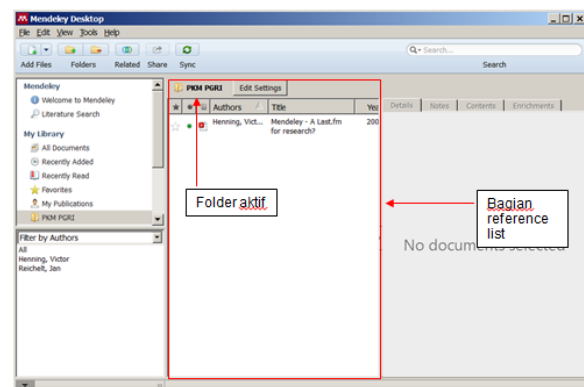 Mendeley Desktop
File Edit View Tools Help
Add Files Folders Related Share Sync
Search...
Search
Mendeley
Welcome to Mendeley
Literature Search
My Library
All Documents
Recently Added
Recently Read
Favorites
My Publications
PKM PGRI
Filter by Authors
All
Henning, Victor
Reichelt, Jan
PKM PGRI Edit Settings
Authors Title Yea
Henning, Vict... Mendeley - A Last.fm 200
for research?
Folder aktif
Details Notes Contents Enrichments
Bagian
reference
list
No documents selected